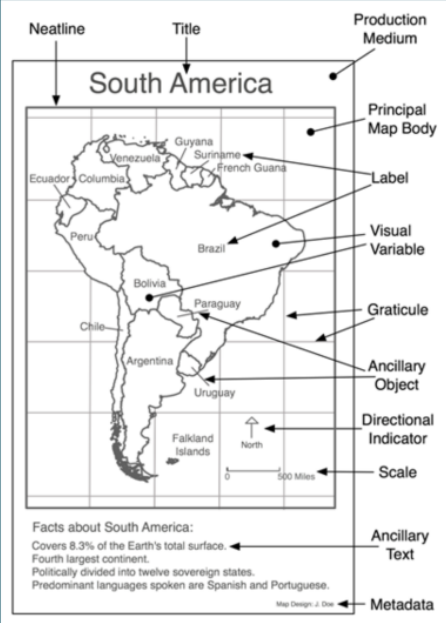 Neatline
Title
Production
Medium
South America
Principal
Map Body
Guyana
Venezuela
Suriname
French Guana
Ecuador
Columbia
Label
Peru
Brazil
Visual
Variable
Bolivia
Paraguay
Graticule
Chile
Argentina
Ancillary
Object
Uruguay
Directional
Indicator
North
Falkland
Islands
0
500 Miles
Scale
Facts about South America:
Covers 8.3% of the Earth's total surface.
Fourth largest continent.
Politically divided into twelve sovereign states.
Predominant languages spoken are Spanish and Portuguese.
Ancillary
Text
Map Design: J. Doe
Metadata